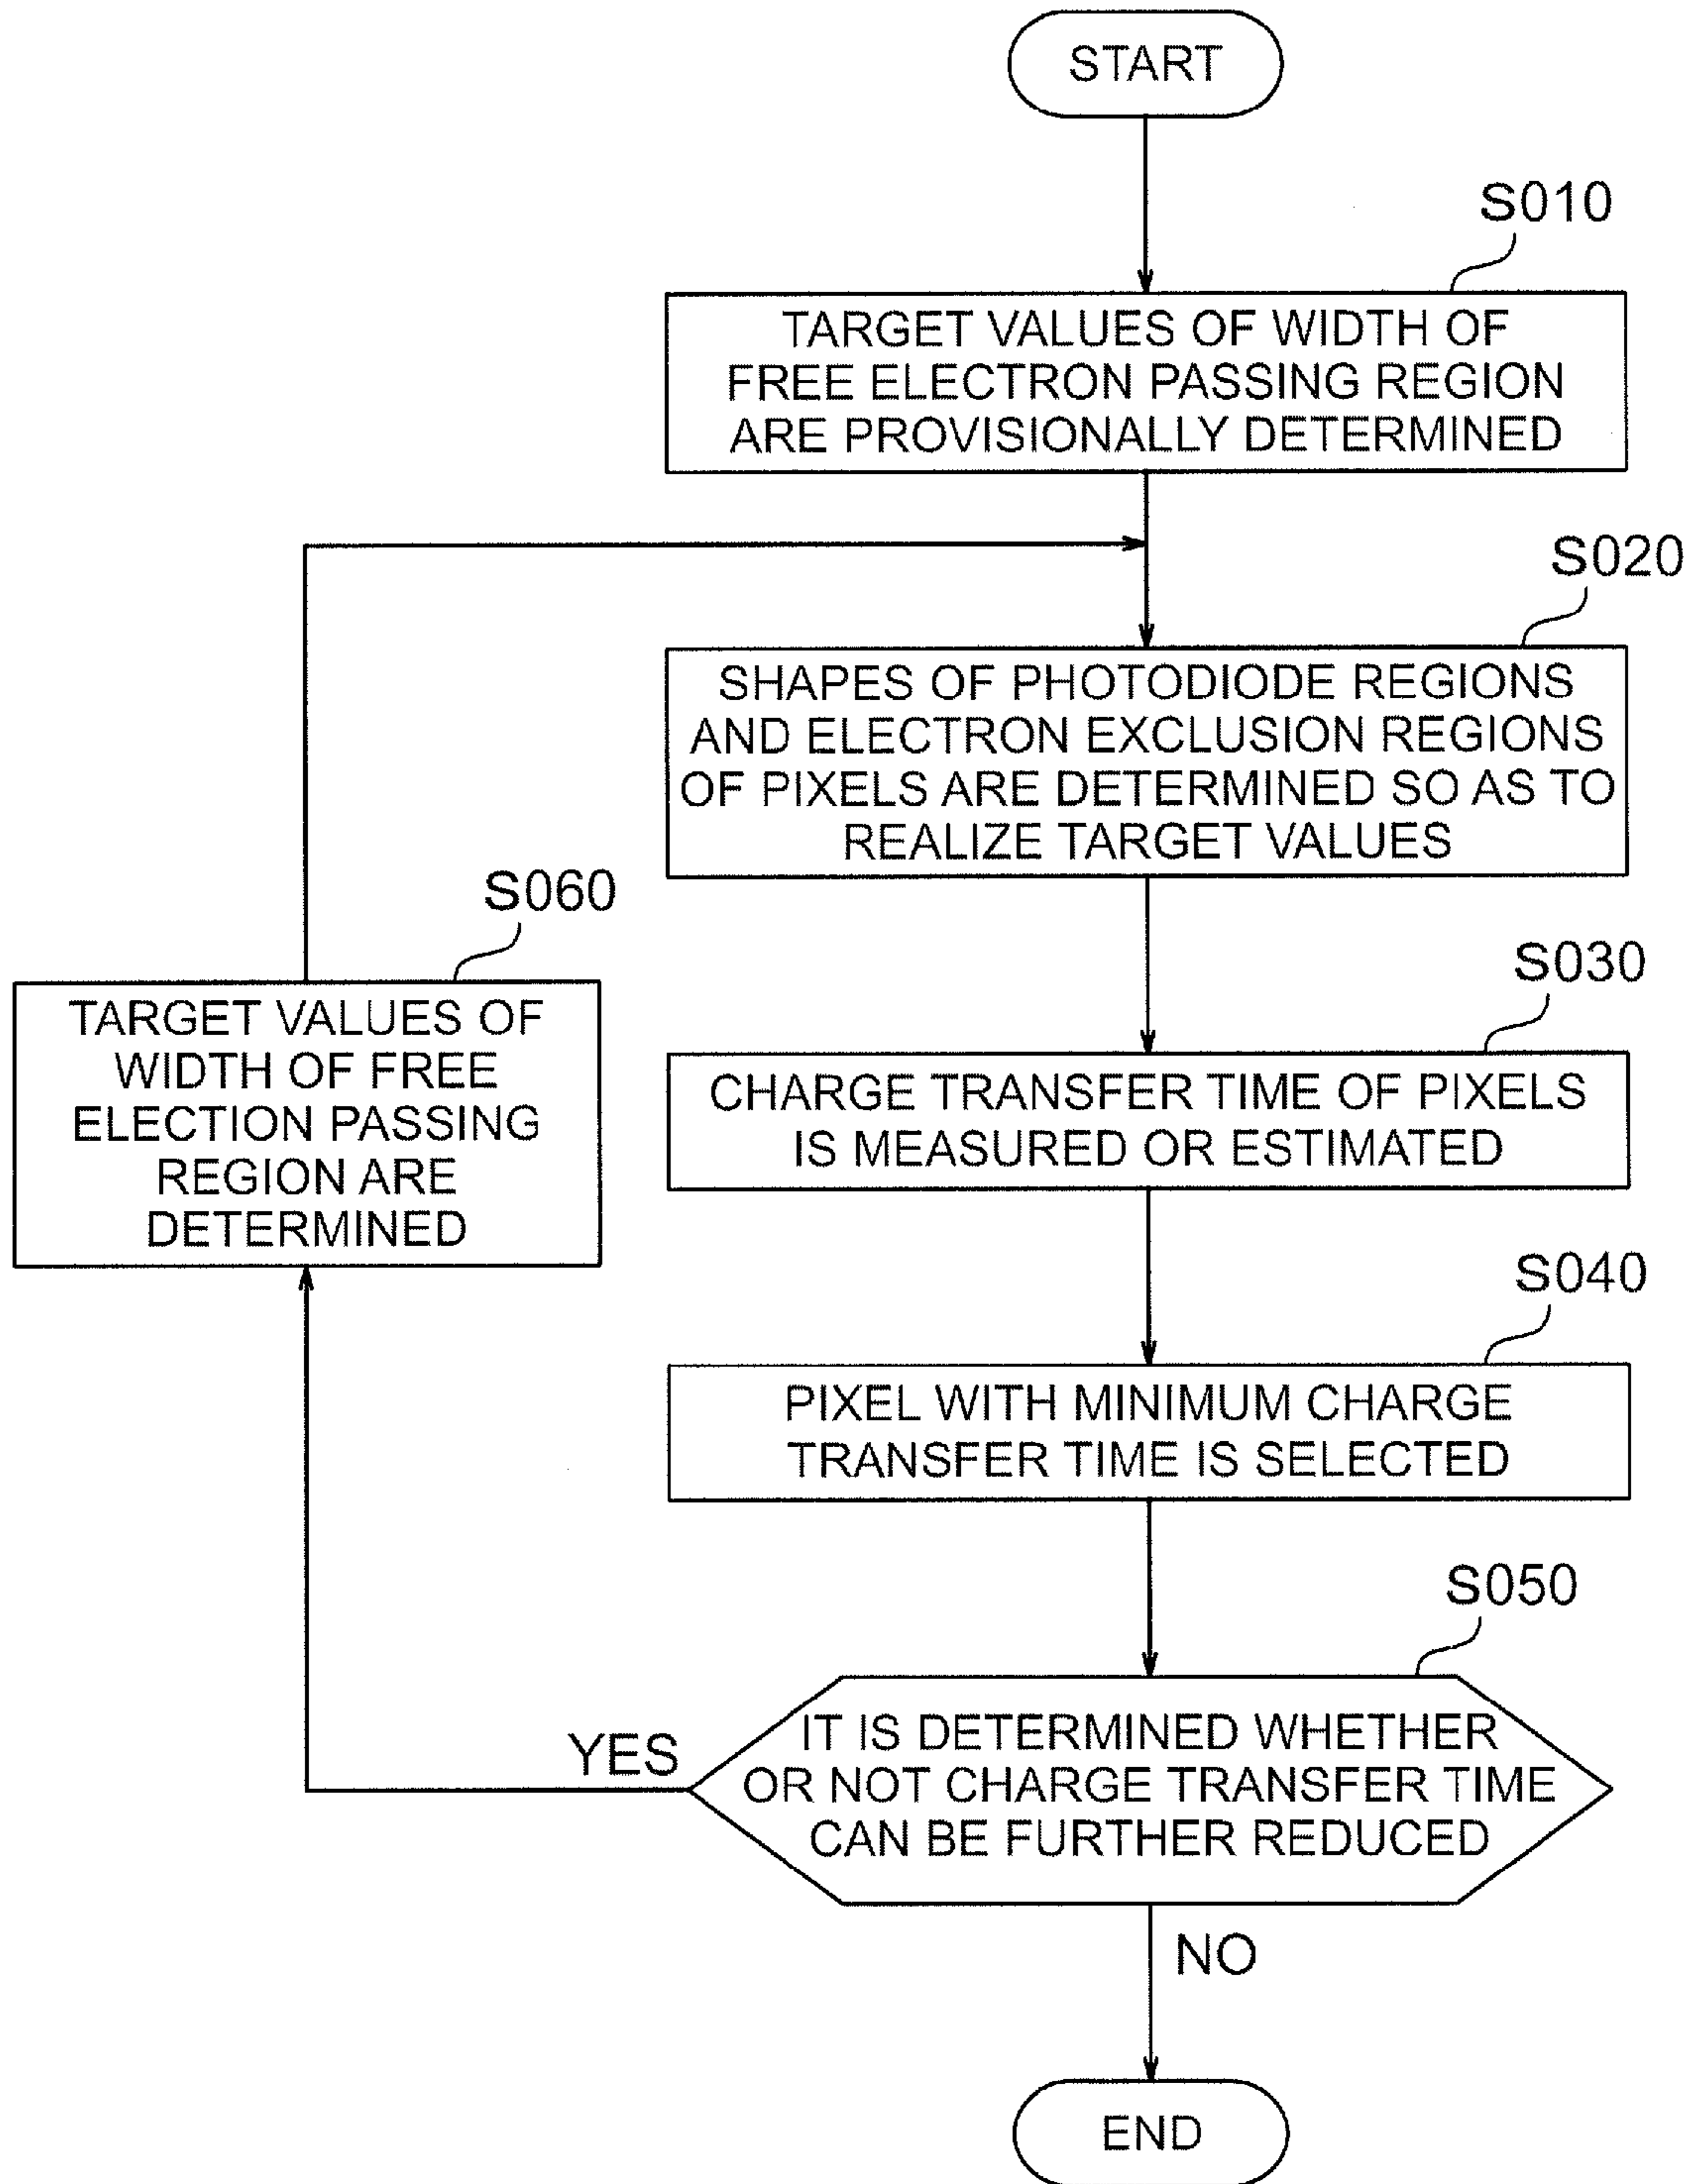 START
S010
TARGET VALUES OF WIDTH OF
FREE ELECTRON PASSING REGION
ARE PROVISIONALLY DETERMINED
S020
SHAPES OF PHOTODIODE REGIONS
AND ELECTRON EXCLUSION REGIONS
OF PIXELS ARE DETERMINED SO AS TO
REALIZE TARGET VALUES
S060
TARGET VALUES OF
WIDTH OF FREE
ELECTION PASSING
REGION ARE
DETERMINED
S030
CHARGE TRANSFER TIME OF PIXELS
IS MEASURED OR ESTIMATED
S040
PIXEL WITH MINIMUM CHARGE
TRANSFER TIME IS SELECTED
S050
IT IS DETERMINED WHETHER
OR NOT CHARGE TRANSFER TIME
CAN BE FURTHER REDUCED
YES
NO
END